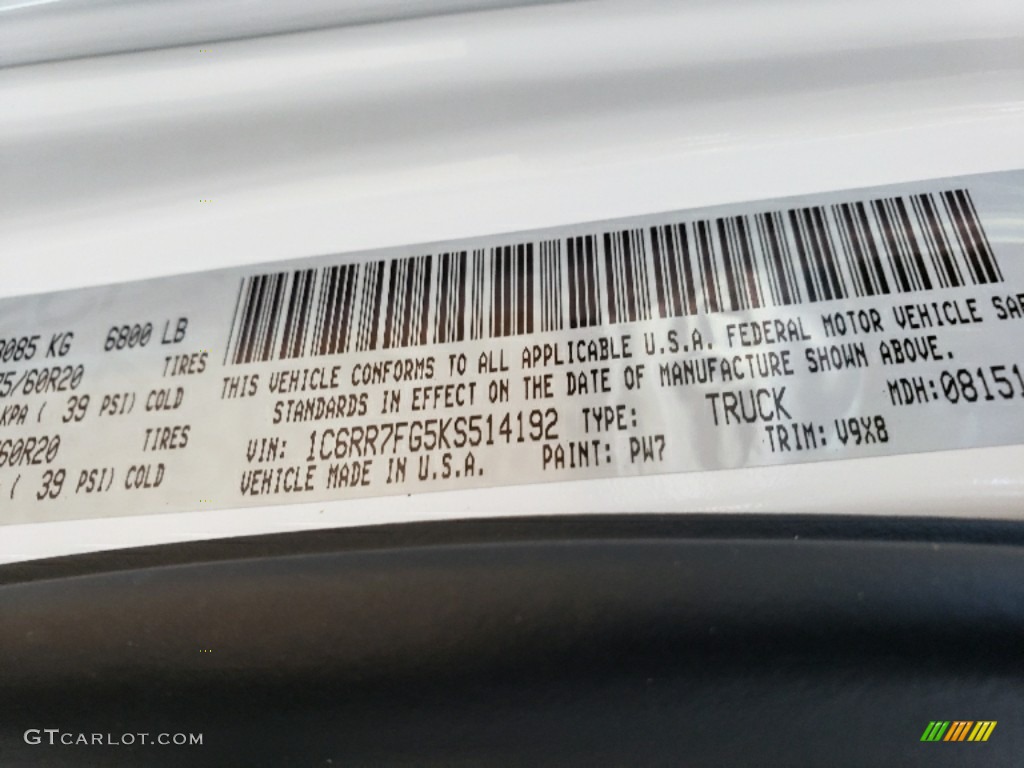 3085 KG 6800 LB
75/60R20 TIRES
KPA ( 39 PSI) COLD
60R20 TIRES
( 39 PSI) COLD
THIS VEHICLE CONFORMS TO ALL APPLICABLE U.S.A. FEDERAL MOTOR VEHICLE SAF
STANDARDS IN EFFECT ON THE DATE OF MANUFACTURE SHOWN ABOVE.
VIN: 1C6RR7FG5KS514192 TYPE: TRUCK MDH:08151
VEHICLE MADE IN U.S.A. PAINT: PW7 TRIM: V9X8
GTCARLOT.COM